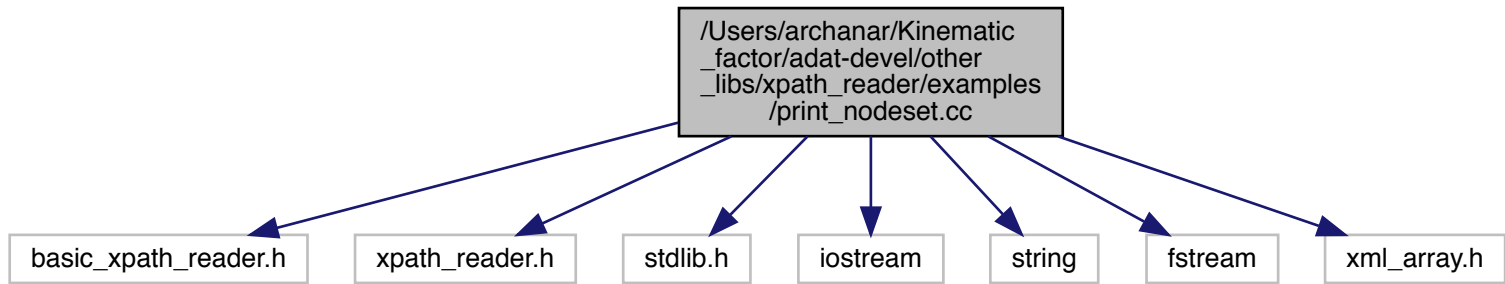 /Users/archanar/Kinematic
_factor/adat-devel/other
_libs/xpath_reader/examples
/print_nodeset.cc
basic_xpath_reader.h
xpath_reader.h
stdlib.h
iostream
string
fstream
xml_array.h